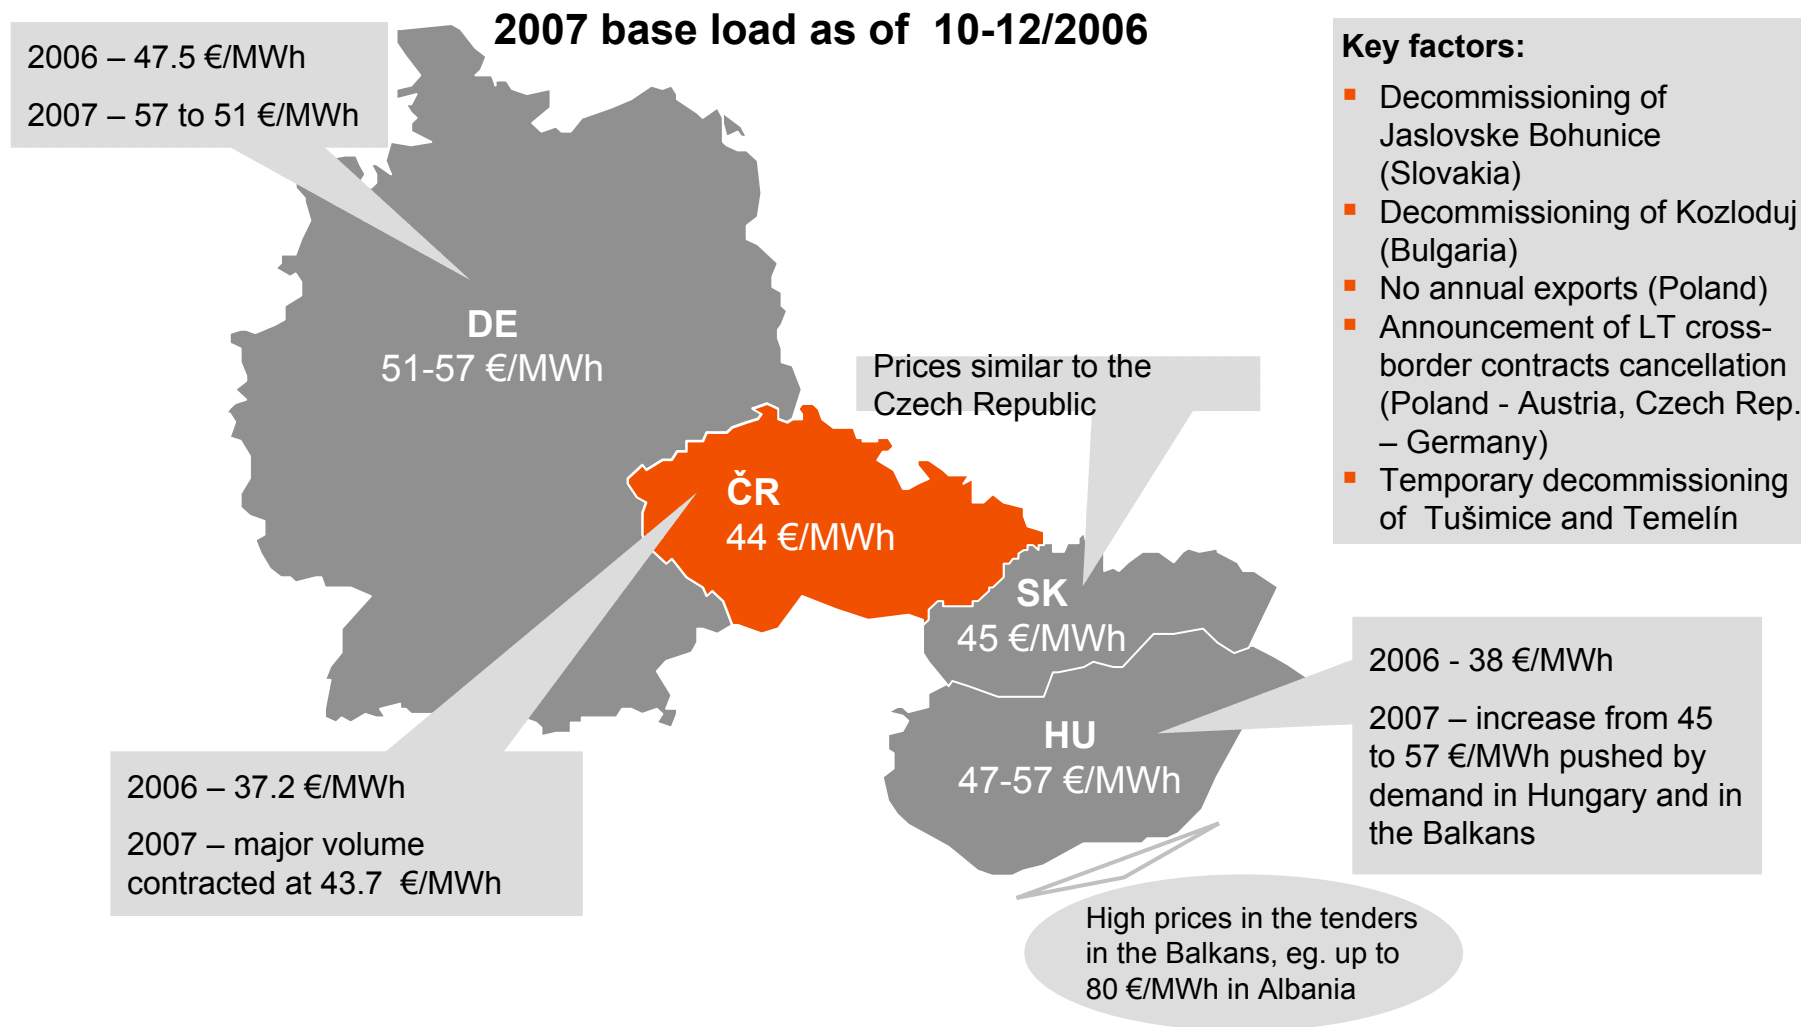 2007 base load as of 10-12/2006
2006 – 47.5 €/MWh
2007 – 57 to 51 €/MWh
Key factors:
Decommissioning of
Jaslovske Bohunice
(Slovakia)
Decommissioning of Kozloduj
(Bulgaria)
No annual exports (Poland)
Announcement of LT cross-
border contracts cancellation
(Poland - Austria, Czech Rep.
– Germany)
Temporary decommissioning
of Tušimice and Temelín
DE
51-57 €/MWh
Prices similar to the
Czech Republic
ČR
44 €/MWh
SK
45 €/MWh
HU
47-57 €/MWh
2006 - 38 €/MWh
2007 – increase from 45
to 57 €/MWh pushed by
demand in Hungary and in
the Balkans
2006 – 37.2 €/MWh
2007 – major volume
contracted at 43.7 €/MWh
High prices in the tenders
in the Balkans, eg. up to
80 €/MWh in Albania